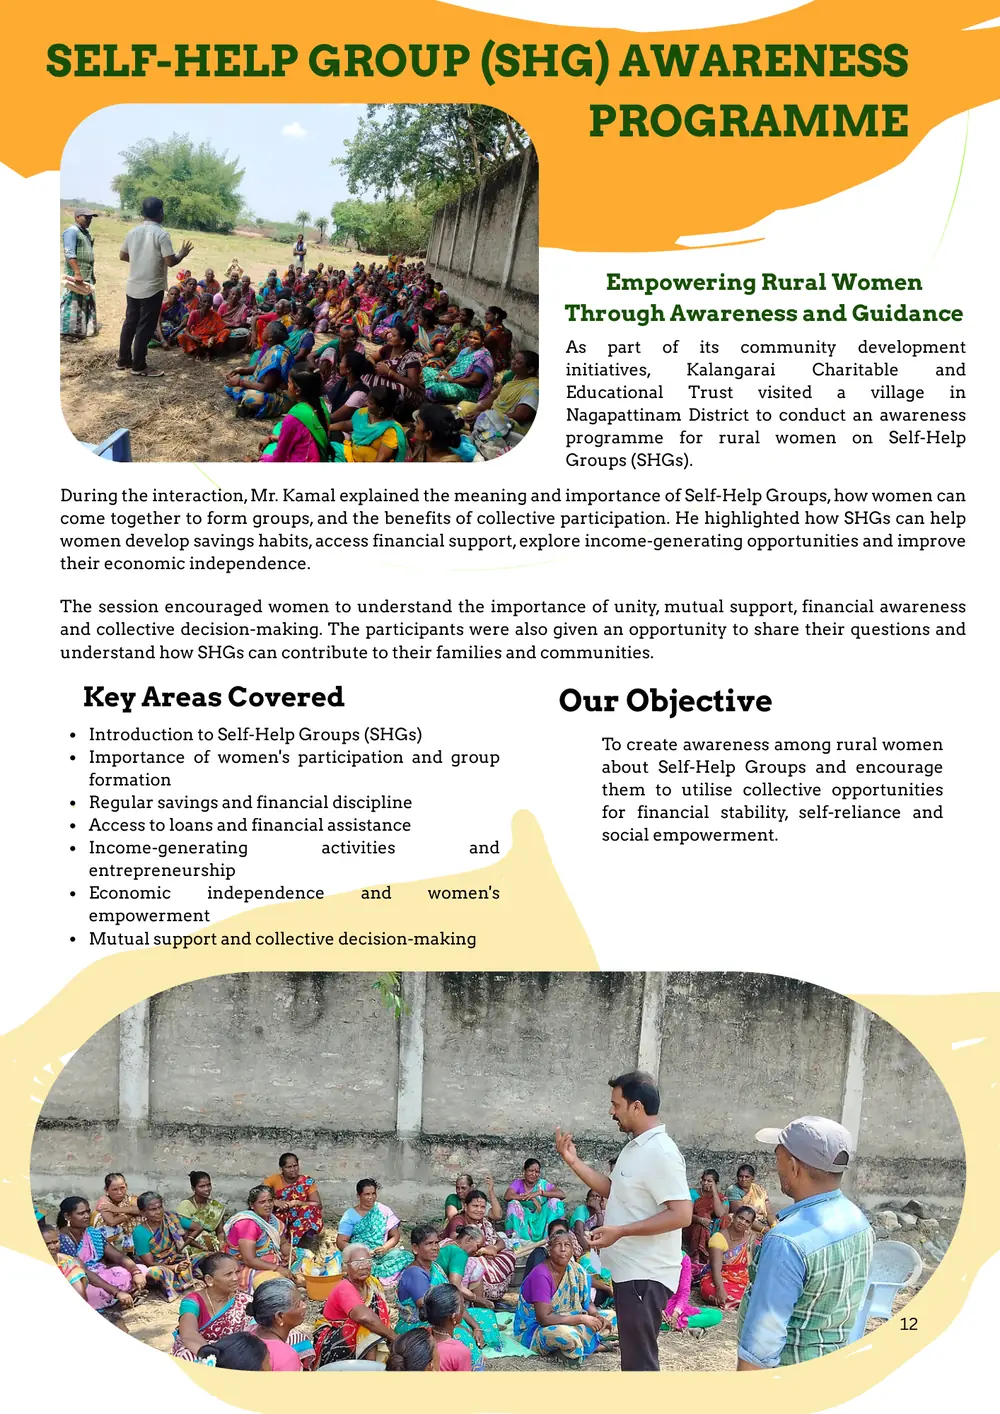 SELF-HELP GROUP (SHG) AWARENESS
PROGRAMME
Empowering Rural Women
Through Awareness and Guidance
As part of its community development
initiatives, Kalangarai Charitable and
Educational Trust visited a village in
Nagapattinam District to conduct an awareness
programme for rural women on Self-Help
Groups (SHGs).
During the interaction, Mr. Kamal explained the meaning and importance of Self-Help Groups, how women can
come together to form groups, and the benefits of collective participation. He highlighted how SHGs can help
women develop savings habits, access financial support, explore income-generating opportunities and improve
their economic independence.
The session encouraged women to understand the importance of unity, mutual support, financial awareness
and collective decision-making. The participants were also given an opportunity to share their questions and
understand how SHGs can contribute to their families and communities.
Key Areas Covered
• Introduction to Self-Help Groups (SHGs)
• Importance of women's participation and group
formation
• Regular savings and financial discipline
• Access to loans and financial assistance
• Income-generating activities and
entrepreneurship
• Economic independence and women's
empowerment
• Mutual support and collective decision-making
Our Objective
To create awareness among rural women
about Self-Help Groups and encourage
them to utilise collective opportunities
for financial stability, self-reliance and
social empowerment.
12